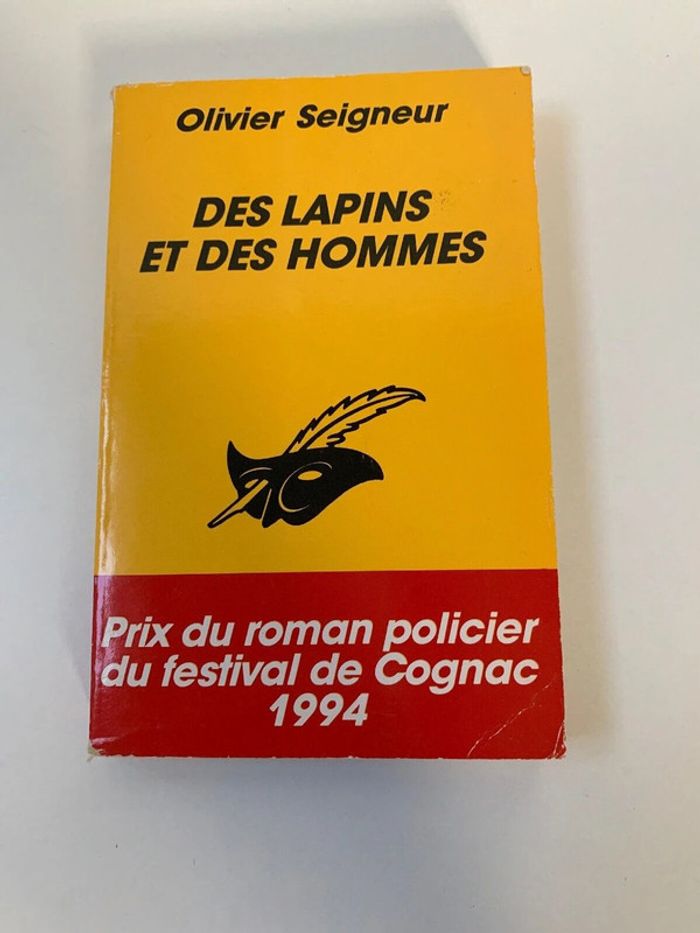 Olivier Seigneur
DES LAPINS
ET DES HOMMES
Prix du roman policier
du festival de Cognac
1994